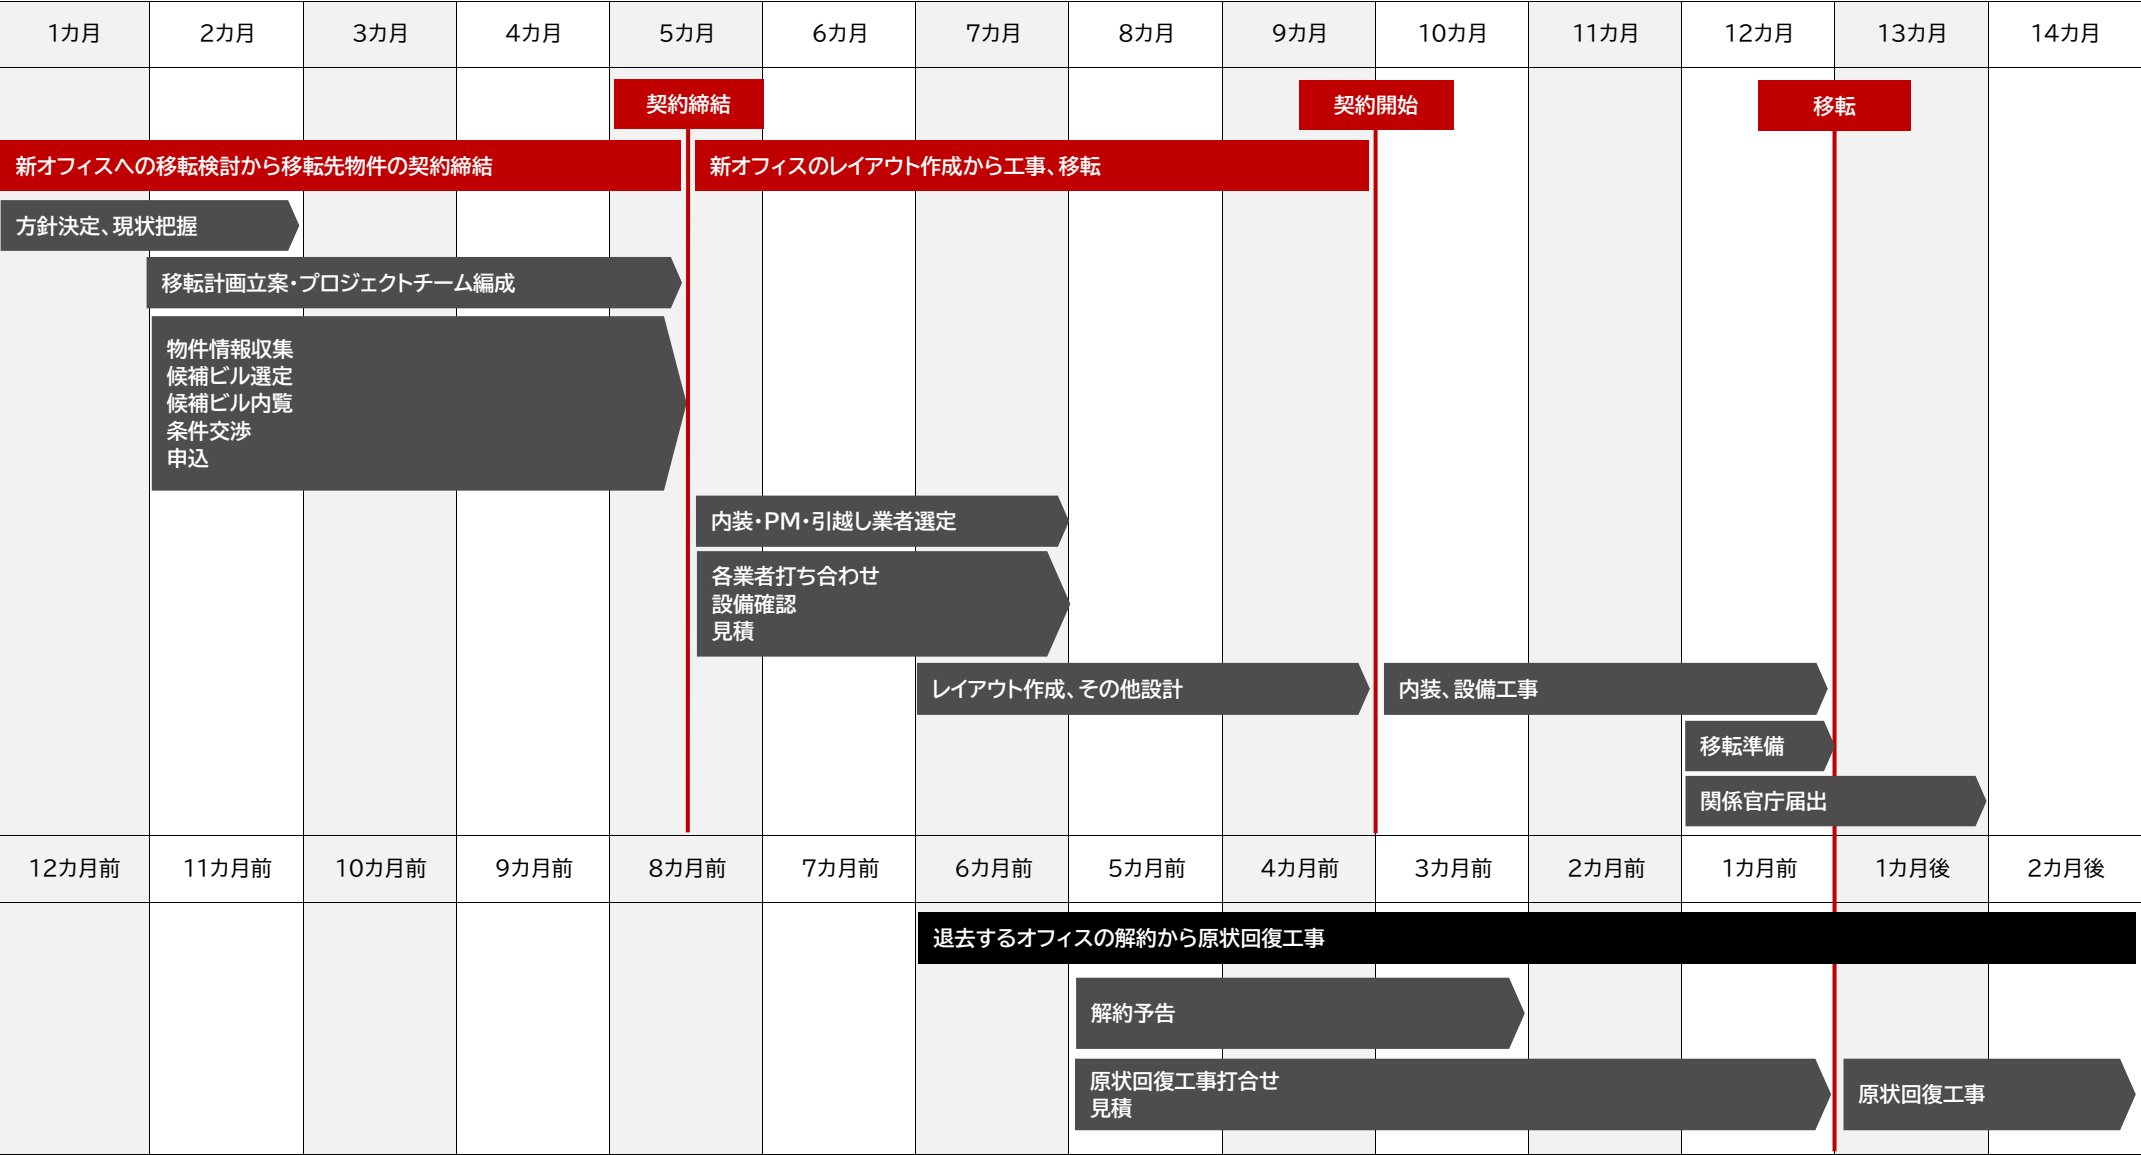 1カ月 2カ月 3カ月 4カ月 5カ月 6カ月 7カ月 8カ月 9カ月 10カ月 11カ月 12カ月 13カ月 14カ月
契約締結 契約開始 移転
新オフィスへの移転検討から移転先物件の契約締結 新オフィスのレイアウト作成から工事、移転
方針決定、現状把握
移転計画立案・プロジェクトチーム編成
物件情報収集
候補ビル選定
候補ビル内覧
条件交渉
申込
内装・PM・引越し業者選定
各業者打ち合わせ
設備確認
見積
レイアウト作成、その他設計 内装、設備工事
移転準備
関係官庁届出
12カ月前 11カ月前 10カ月前 9カ月前 8カ月前 7カ月前 6カ月前 5カ月前 4カ月前 3カ月前 2カ月前 1カ月前 1カ月後 2カ月後
退去するオフィスの解約から原状回復工事
解約予告
原状回復工事打合せ
見積
原状回復工事